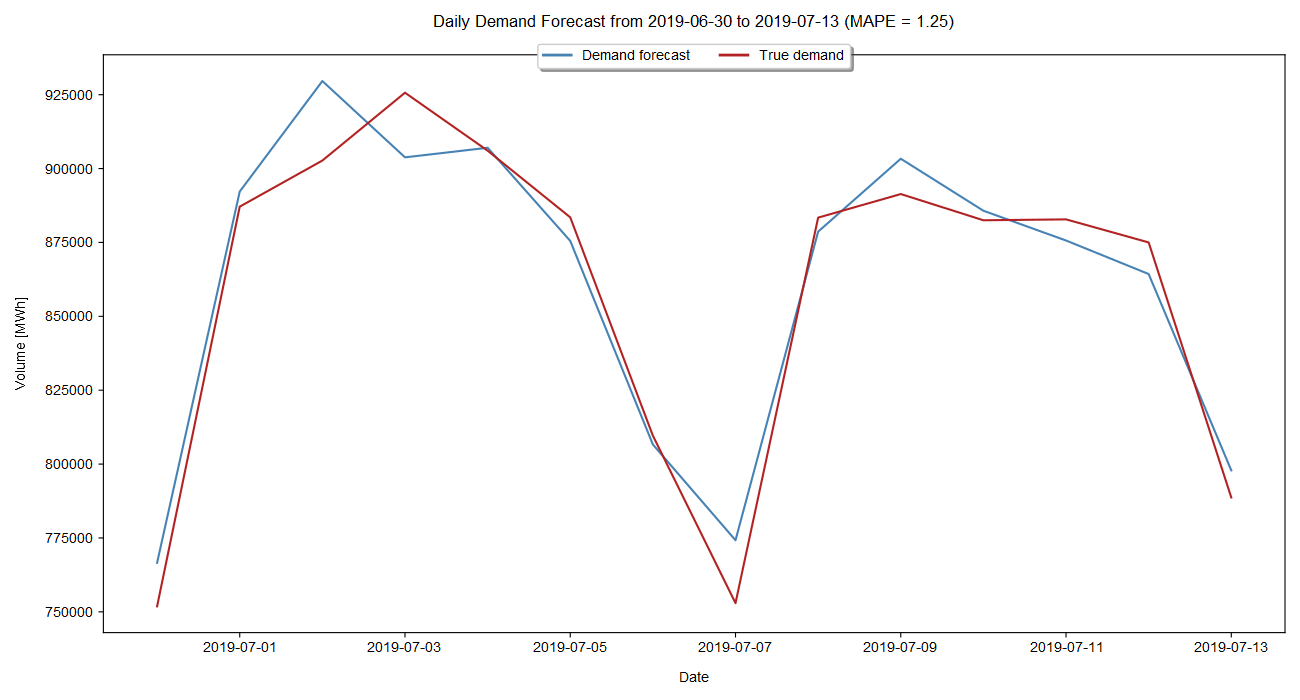 Daily Demand Forecast from 2019-06-30 to 2019-07-13 (MAPE = 1.25)
Demand forecast True demand
925000
900000
875000
850000
825000
800000
775000
750000
Volume [MWh]
2019-07-01 2019-07-03 2019-07-05 2019-07-07 2019-07-09 2019-07-11 2019-07-13
Date